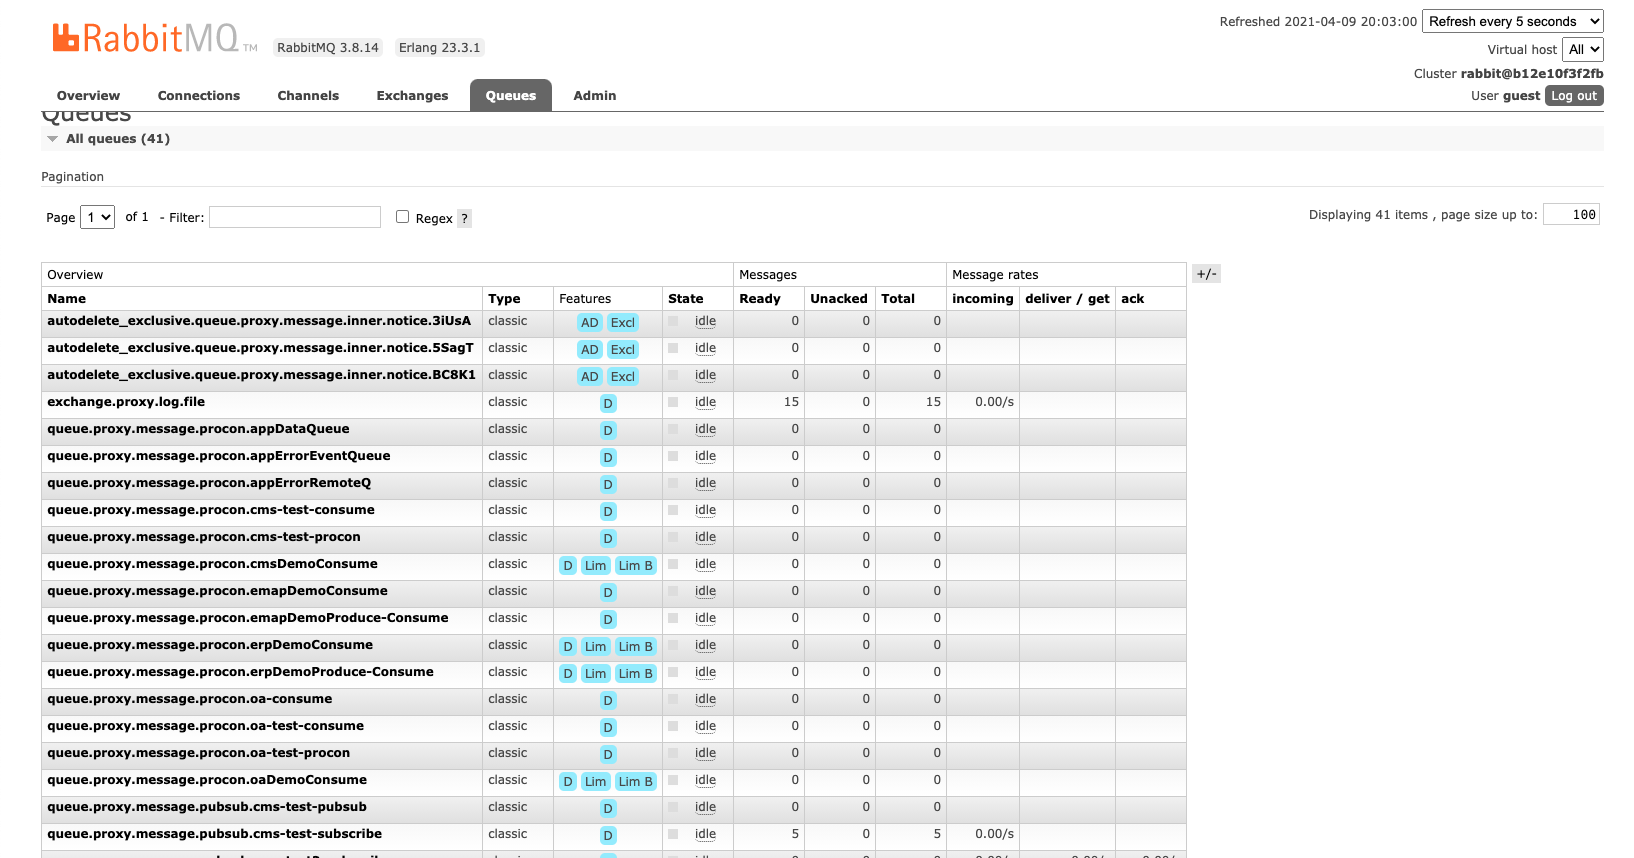 Refreshed 2021-04-09 20:03:00 Refresh every 5 seconds
RabbitMQ TM RabbitMQ 3.8.14 Erlang 23.3.1
Virtual host All
Cluster rabbit@b12e10f3f2fb
Overview Connections Channels Exchanges Queues Admin
User guest Log out
Queues
All queues (41)
Pagination
Page 1 of 1 - Filter: Regex ?
Displaying 41 items , page size up to: 100
Overview Messages Message rates +/-
Name Type Features State Ready Unacked Total incoming deliver / get ack
autodelete_exclusive.queue.proxy.message.inner.notice.3iUsA classic AD Excl idle 0 0 0
autodelete_exclusive.queue.proxy.message.inner.notice.5SagT classic AD Excl idle 0 0 0
autodelete_exclusive.queue.proxy.message.inner.notice.BC8K1 classic AD Excl idle 0 0 0
exchange.proxy.log.file classic D idle 15 0 15 0.00/s
queue.proxy.message.procon.appDataQueue classic D idle 0 0 0
queue.proxy.message.procon.appErrorEventQueue classic D idle 0 0 0
queue.proxy.message.procon.appErrorRemoteQ classic D idle 0 0 0
queue.proxy.message.procon.cms-test-consume classic D idle 0 0 0
queue.proxy.message.procon.cms-test-procon classic D idle 0 0 0
queue.proxy.message.procon.cmsDemoConsume classic D Lim Lim B idle 0 0 0
queue.proxy.message.procon.emapDemoConsume classic D idle 0 0 0
queue.proxy.message.procon.emapDemoProduce-Consume classic D idle 0 0 0
queue.proxy.message.procon.erpDemoConsume classic D Lim Lim B idle 0 0 0
queue.proxy.message.procon.erpDemoProduce-Consume classic D Lim Lim B idle 0 0 0
queue.proxy.message.procon.oa-consume classic D idle 0 0 0
queue.proxy.message.procon.oa-test-consume classic D idle 0 0 0
queue.proxy.message.procon.oa-test-procon classic D idle 0 0 0
queue.proxy.message.procon.oaDemoConsume classic D Lim Lim B idle 0 0 0
queue.proxy.message.pubsub.cms-test-pubsub classic D idle 0 0 0
queue.proxy.message.pubsub.cms-test-subscribe classic D idle 5 0 5 0.00/s